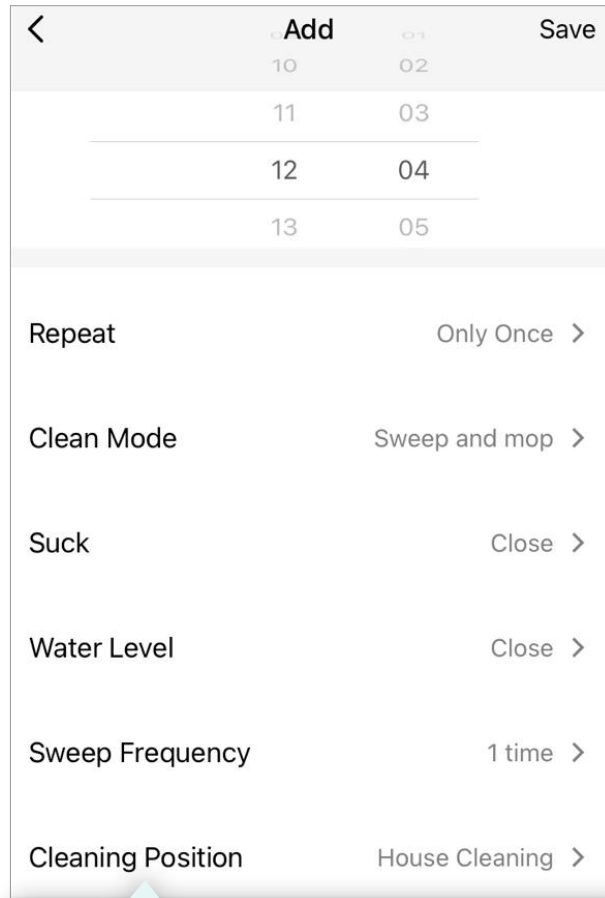 Add Save
01
10 02
11 03
12 04
13 05
Repeat Only Once
Clean Mode Sweep and mop
Suck Close
Water Level Close
Sweep Frequency 1 time
Cleaning Position House Cleaning